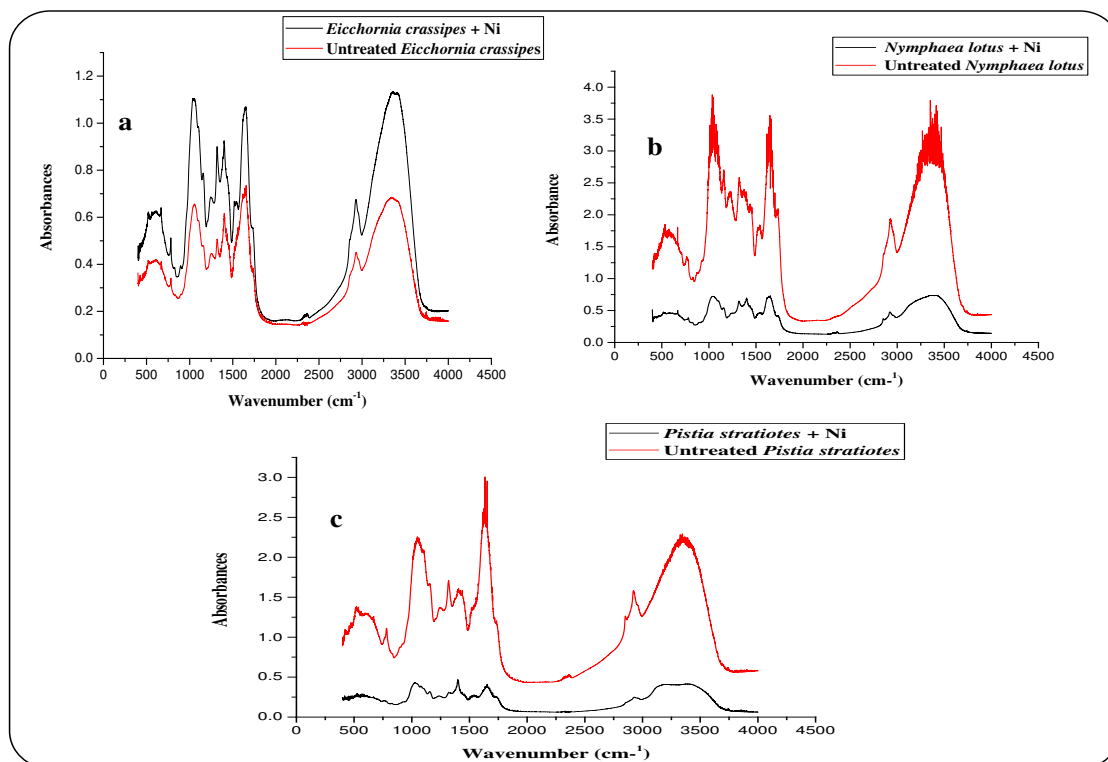 Eicchornia crassipes + Ni
Untreated Eicchornia crassipes
a
1.2
1.0
0.8
0.6
0.4
0.2
0.0
Absorbances
0 500 1000 1500 2000 2500 3000 3500 4000 4500
Wavenumber (cm-1)
Nymphaea lotus + Ni
Untreated Nymphaea lotus
b
4.0
3.5
3.0
2.5
2.0
1.5
1.0
0.5
0.0
Absorbance
0 500 1000 1500 2000 2500 3000 3500 4000 4500
Wavenumber (cm-1)
Pistia stratiotes + Ni
Untreated Pistia stratiotes
c
3.0
2.5
2.0
1.5
1.0
0.5
0.0
Absorbances
0 500 1000 1500 2000 2500 3000 3500 4000 4500
Wavenumber (cm-1)